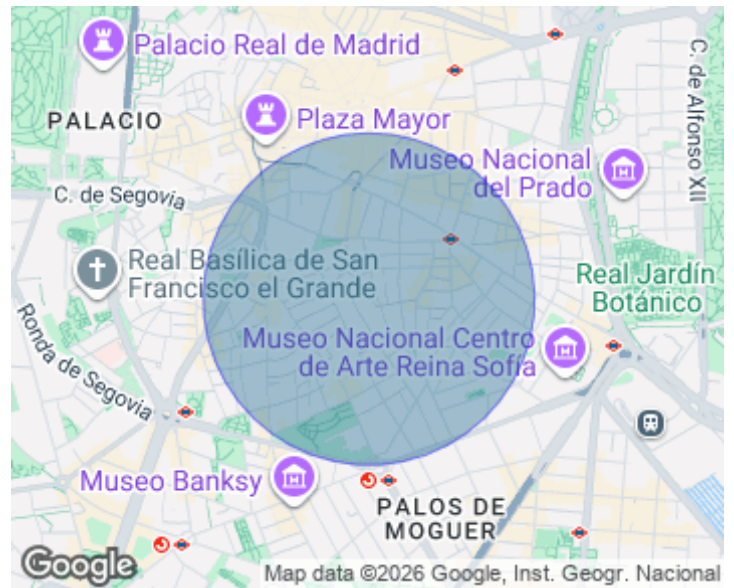 Palacio Real de Madrid
PALACIO
Plaza Mayor
C. de Alfonso XII
Museo Nacional
del Prado
C. de Segovia
Real Basílica de San
Francisco el Grande
Real Jardín
Botánico
Museo Nacional Centro
de Arte Reina Sofía
Ronda de Segovia
Museo Banksy
PALOS DE
MOGUER
Google
Map data ©2026 Google, Inst. Geogr. Nacional